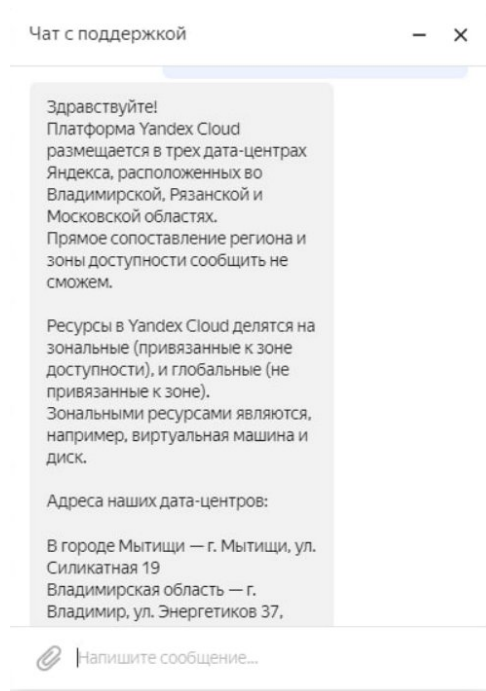 Чат с поддержкой
Здравствуйте!
Платформа Yandex Cloud
размещается в трех дата-центрах
Яндекса, расположенных во
Владимирской, Рязанской и
Московской областях.
Прямое сопоставление региона и
зоны доступности сообщить не
сможем.
Ресурсы в Yandex Cloud делятся на
зональные (привязанные к зоне
доступности), и глобальные (не
привязанные к зоне).
Зональными ресурсами являются,
например, виртуальная машина и
диск.
Адреса наших дата-центров:
В городе Мытищи — г. Мытищи, ул.
Силикатная 19
Владимирская область — г.
Владимир, ул. Энергетиков 37,
Напишите сообщение...